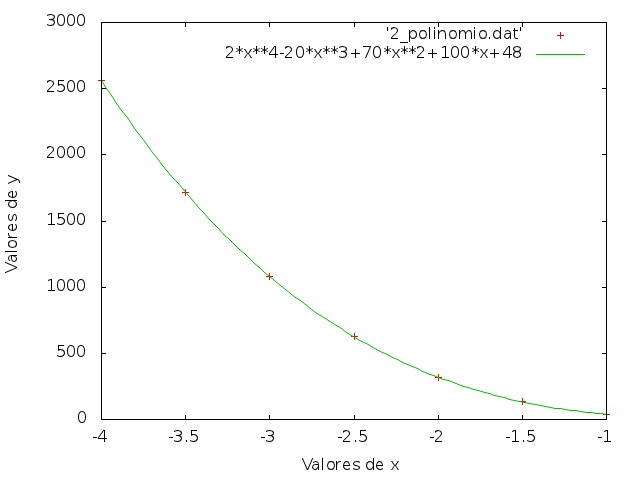 '2_polinomio.dat'
2*x**4-20*x**3+70*x**2+100*x+48
3000
2500
2000
1500
1000
500
0
-4 -3.5 -3 -2.5 -2 -1.5 -1
Valores de y
Valores de x